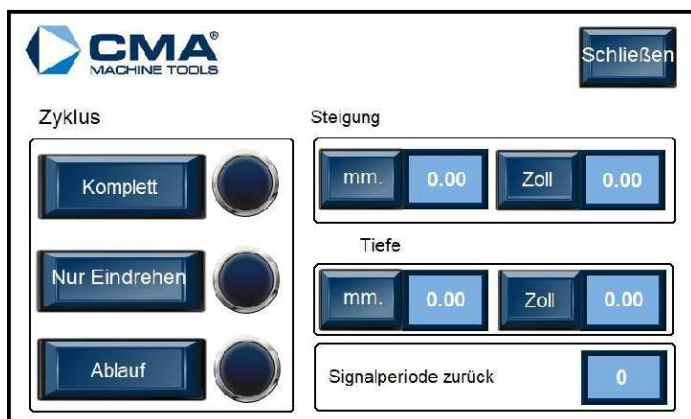 CMA®
MACHINE TOOLS
Schließen
Zyklus
Komplett
Nur Eindrehen
Ablauf
Steigung
mm. 0.00 Zoll 0.00
Tiefe
mm. 0.00 Zoll 0.00
Signalperiode zurück 0